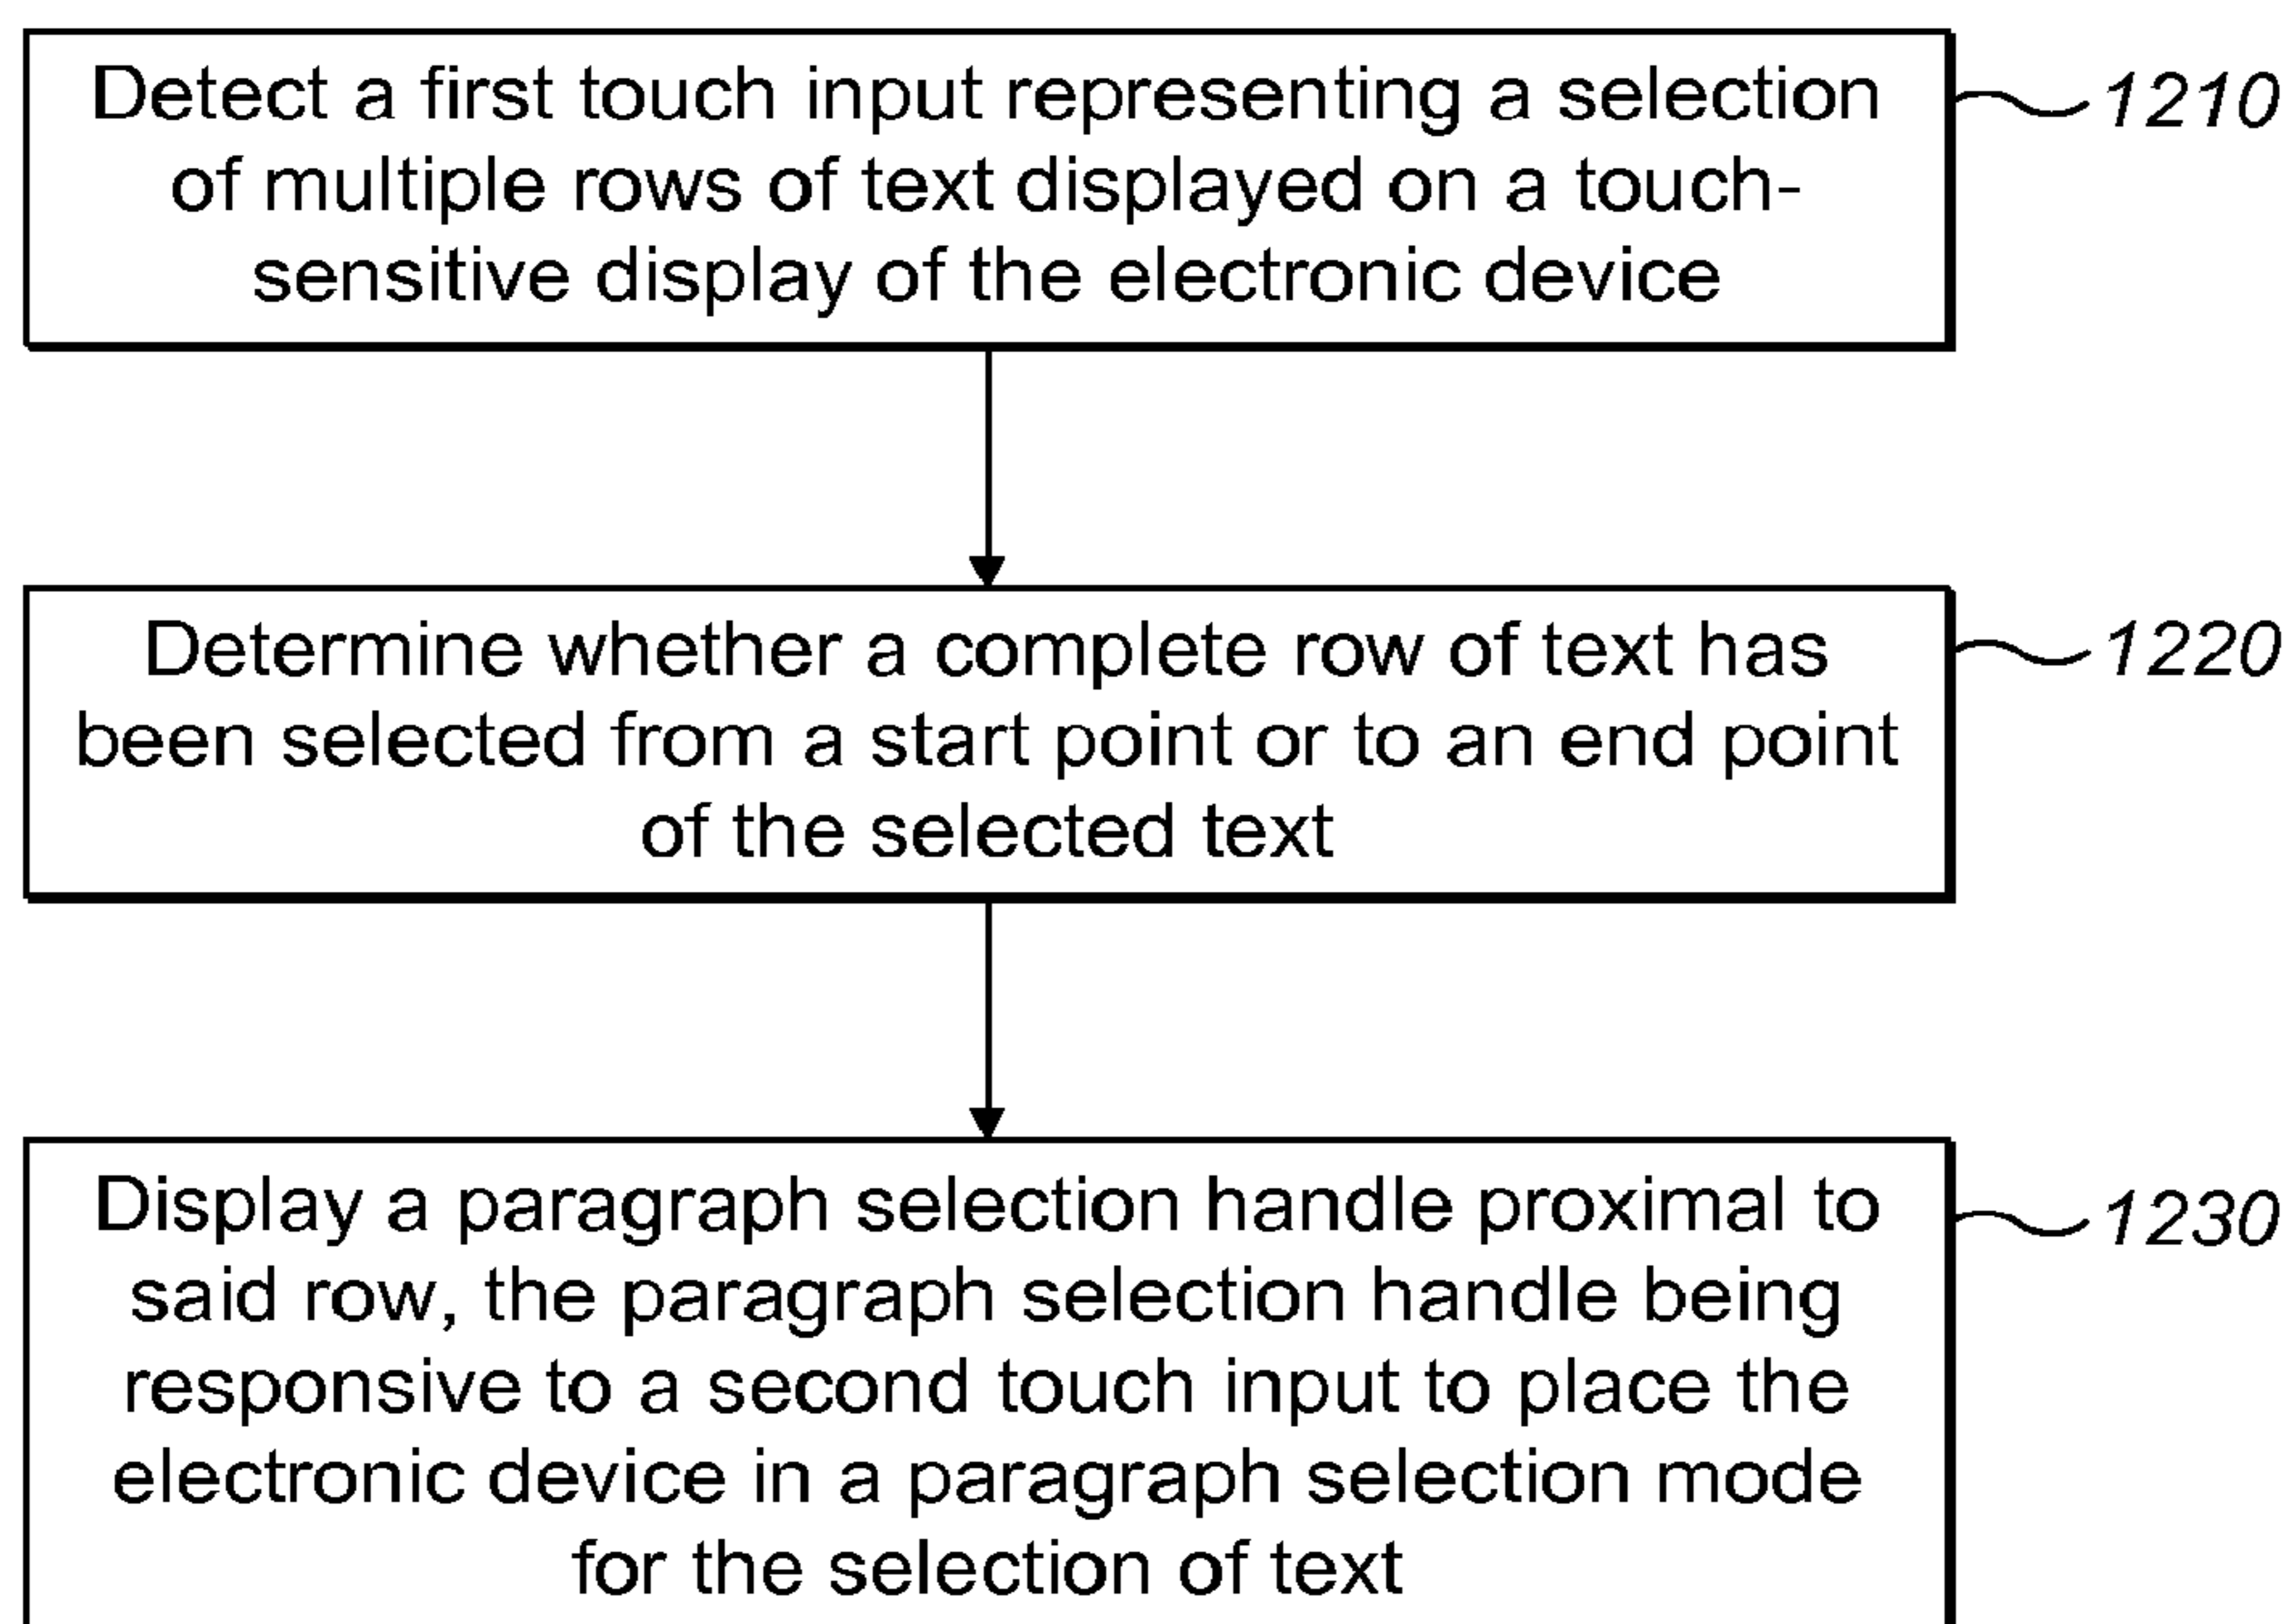 Detect a first touch input representing a selection
1210
of multiple rows of text displayed on a touch-
sensitive display of the electronic device
Determine whether a complete row of text has
1220
been selected from a start point or to an end point
of the selected text
Display a paragraph selection handle proximal to
1230
said row, the paragraph selection handle being
responsive to a second touch input to place the
electronic device in a paragraph selection mode
for the selection of text